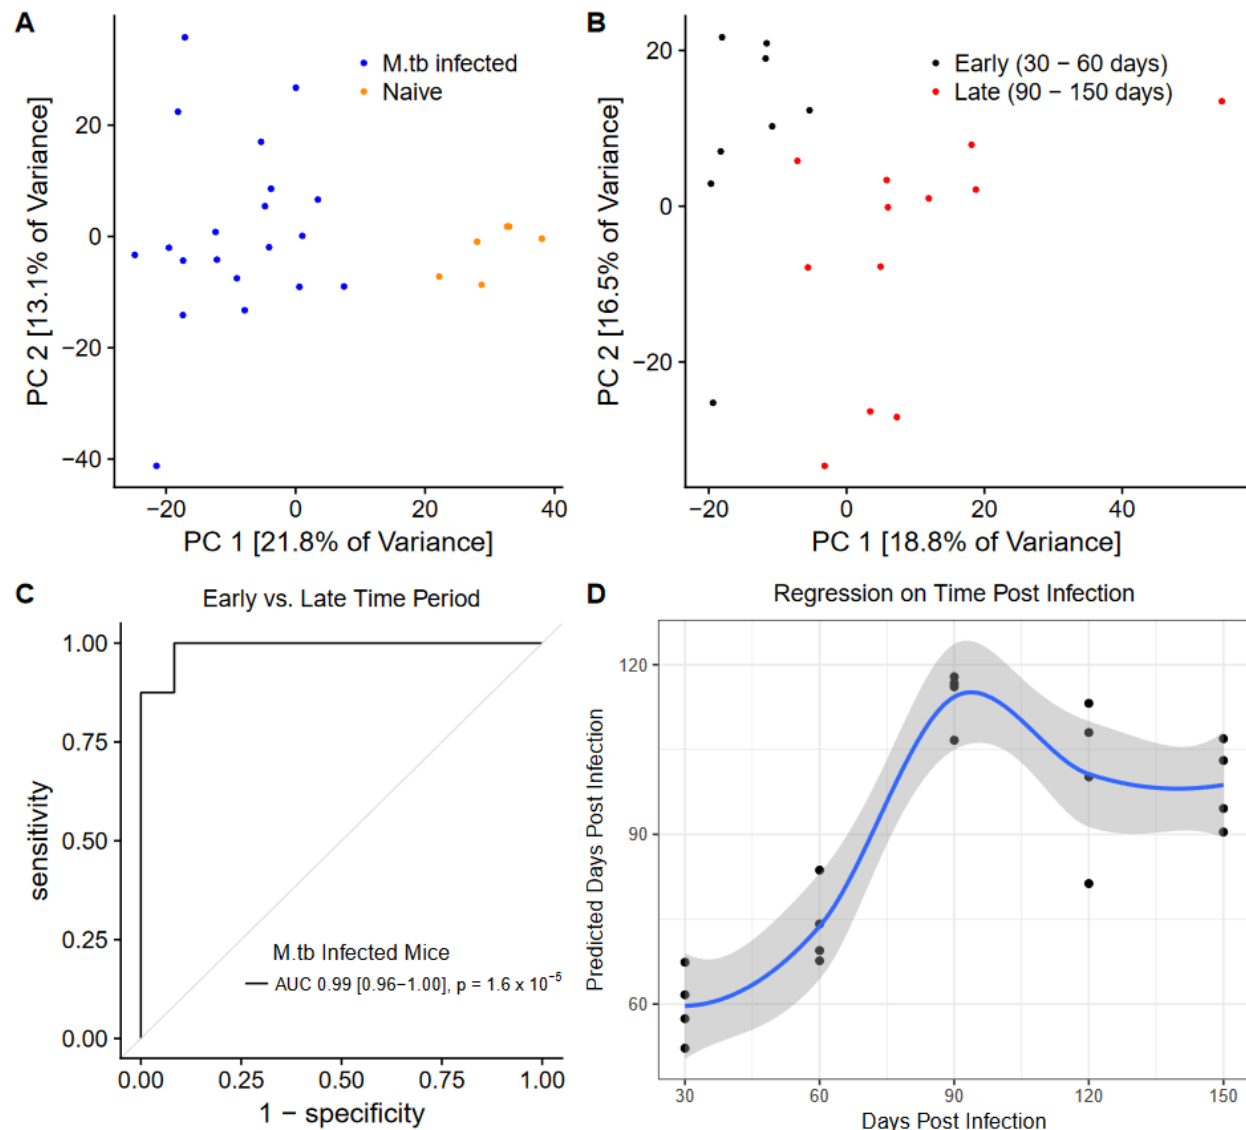 A
M.tb infected
Naive
20
0
−20
−40
PC 2 [13.1% of Variance]
−20 0 20 40
PC 1 [21.8% of Variance]
B
Early (30 − 60 days)
Late (90 − 150 days)
20
0
−20
PC 2 [16.5% of Variance]
−20 0 20 40
PC 1 [18.8% of Variance]
C
Early vs. Late Time Period
1.00
0.75
0.50
0.25
0.00
sensitivity
M.tb Infected Mice
AUC 0.99 [0.96−1.00], p = 1.6 x 10⁻⁵
0.00 0.25 0.50 0.75 1.00
1 − specificity
D
Regression on Time Post Infection
120
90
60
Predicted Days Post Infection
30 60 90 120 150
Days Post Infection